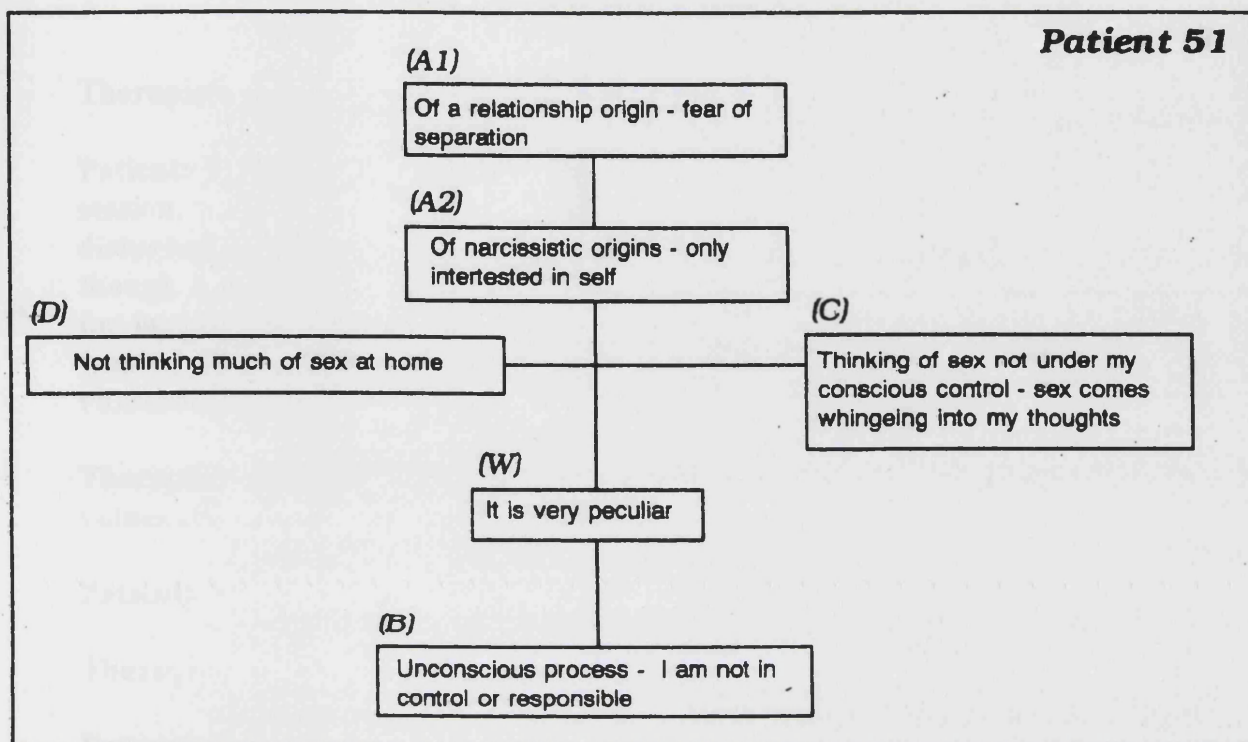 Patient 51
(A1)
Of a relationship origin - fear of
separation
(A2)
Of narcissistic origins - only
intertested in self
(D)
Not thinking much of sex at home
(C)
Thinking of sex not under my
conscious control - sex comes
whingeing into my thoughts
(W)
It is very peculiar
(B)
Unconscious process - I am not in
control or responsible